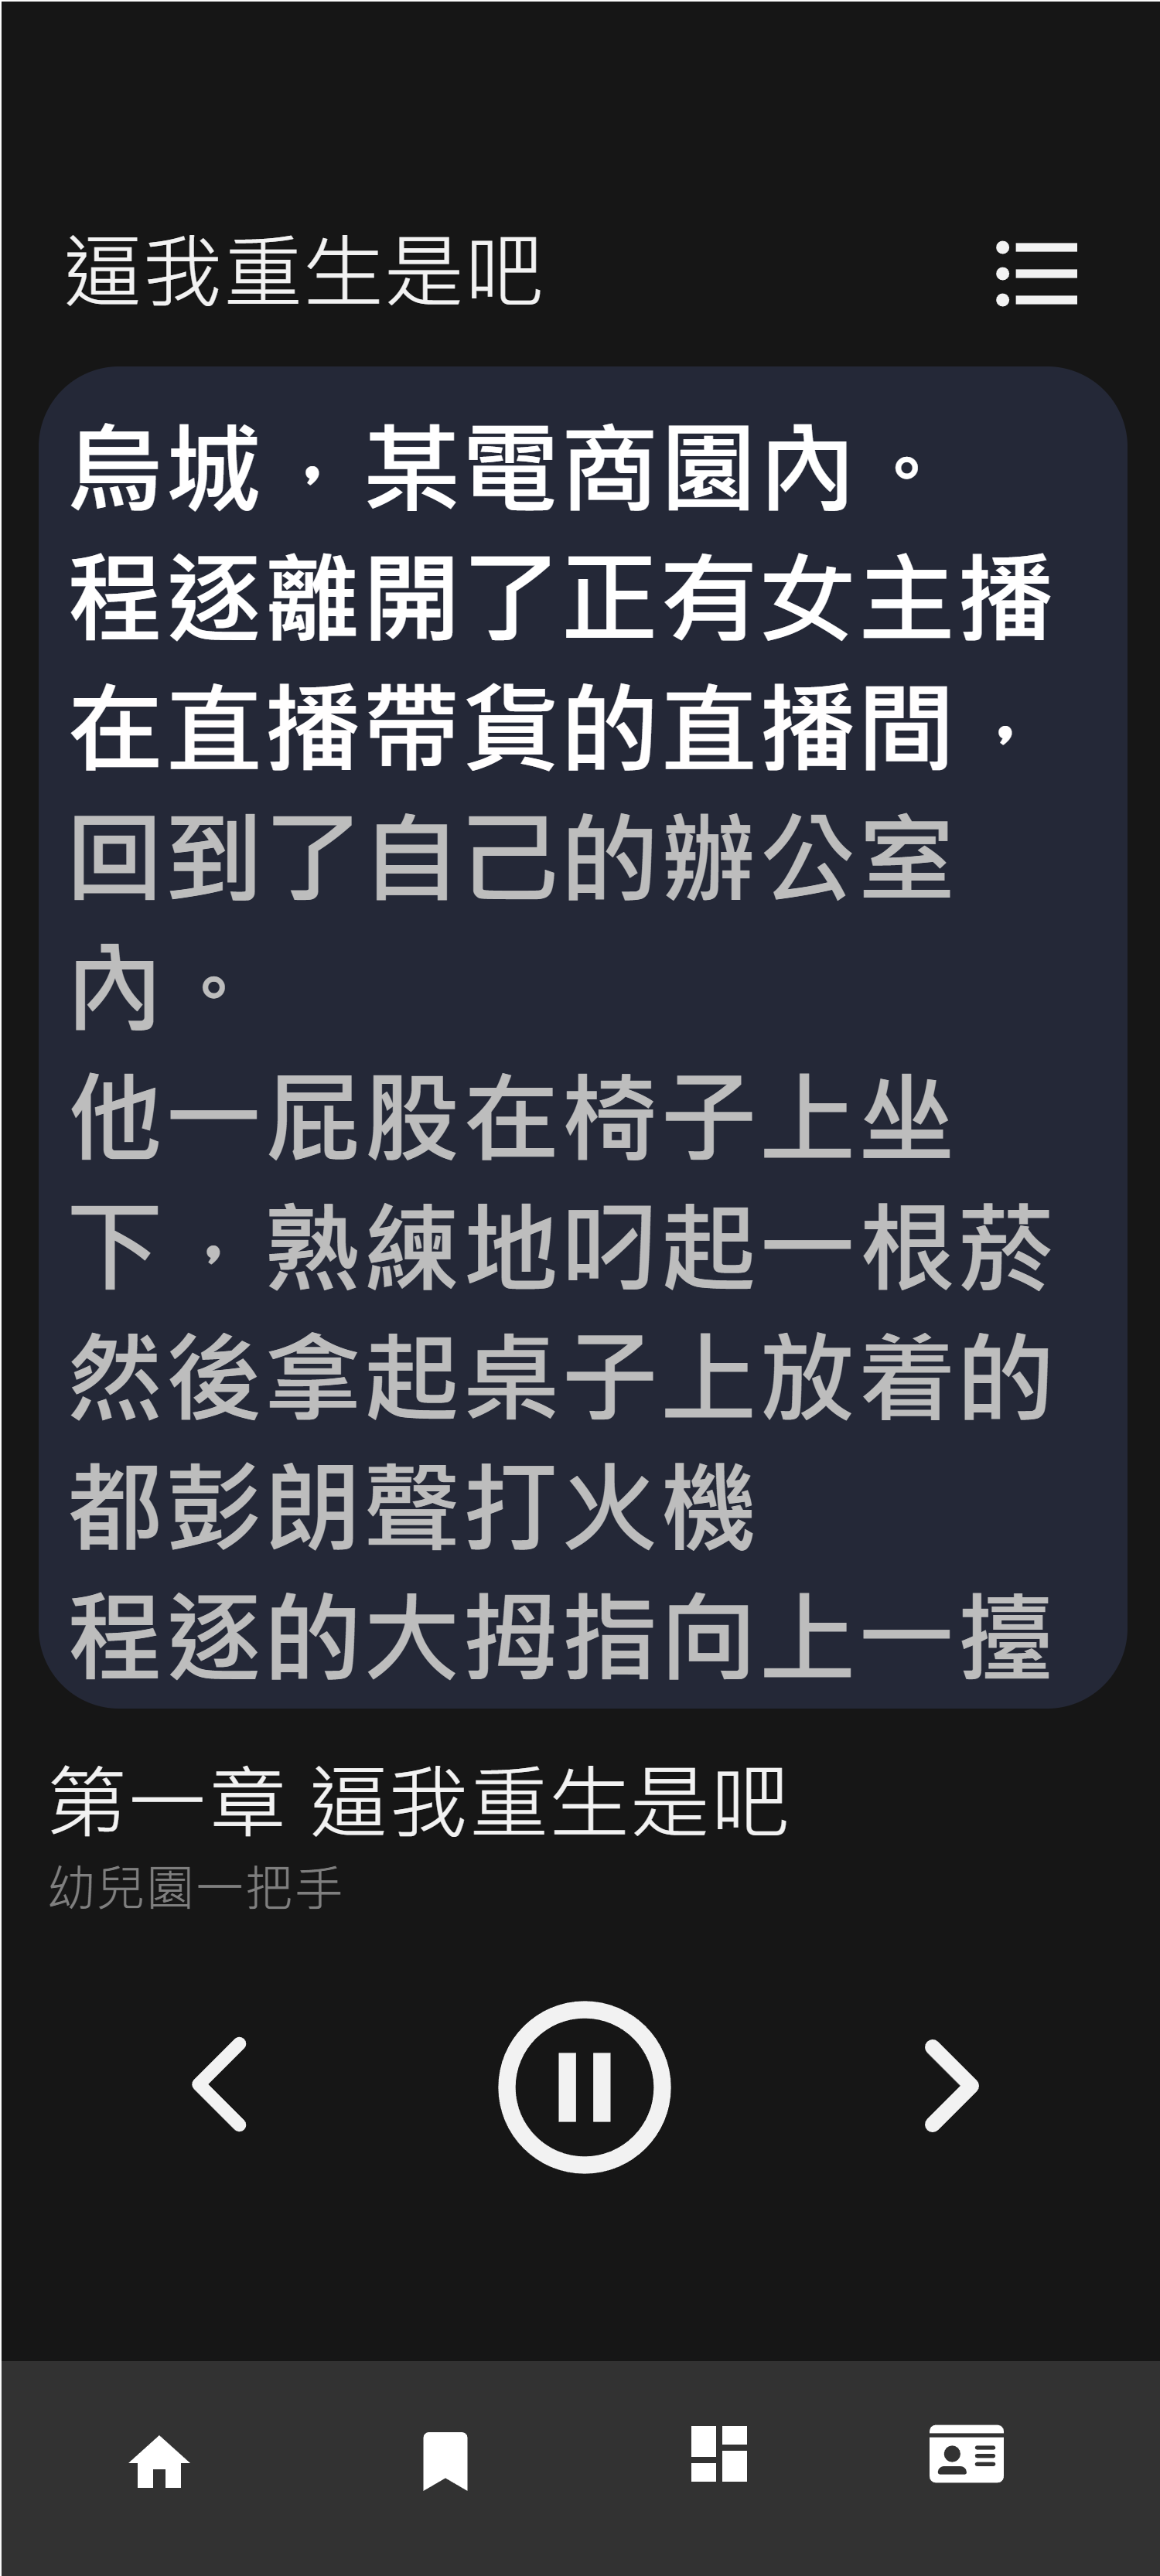 逼我重生是吧
烏城，某電商園內。
程逐離開了正有女主播
在直播帶貨的直播間，
回到了自己的辦公室
內。
他一屁股在椅子上坐
下，熟練地叼起一根菸
然後拿起桌子上放着的
都彭朗聲打火機
程逐的大拇指向上一擡
第一章 逼我重生是吧
幼兒園一把手